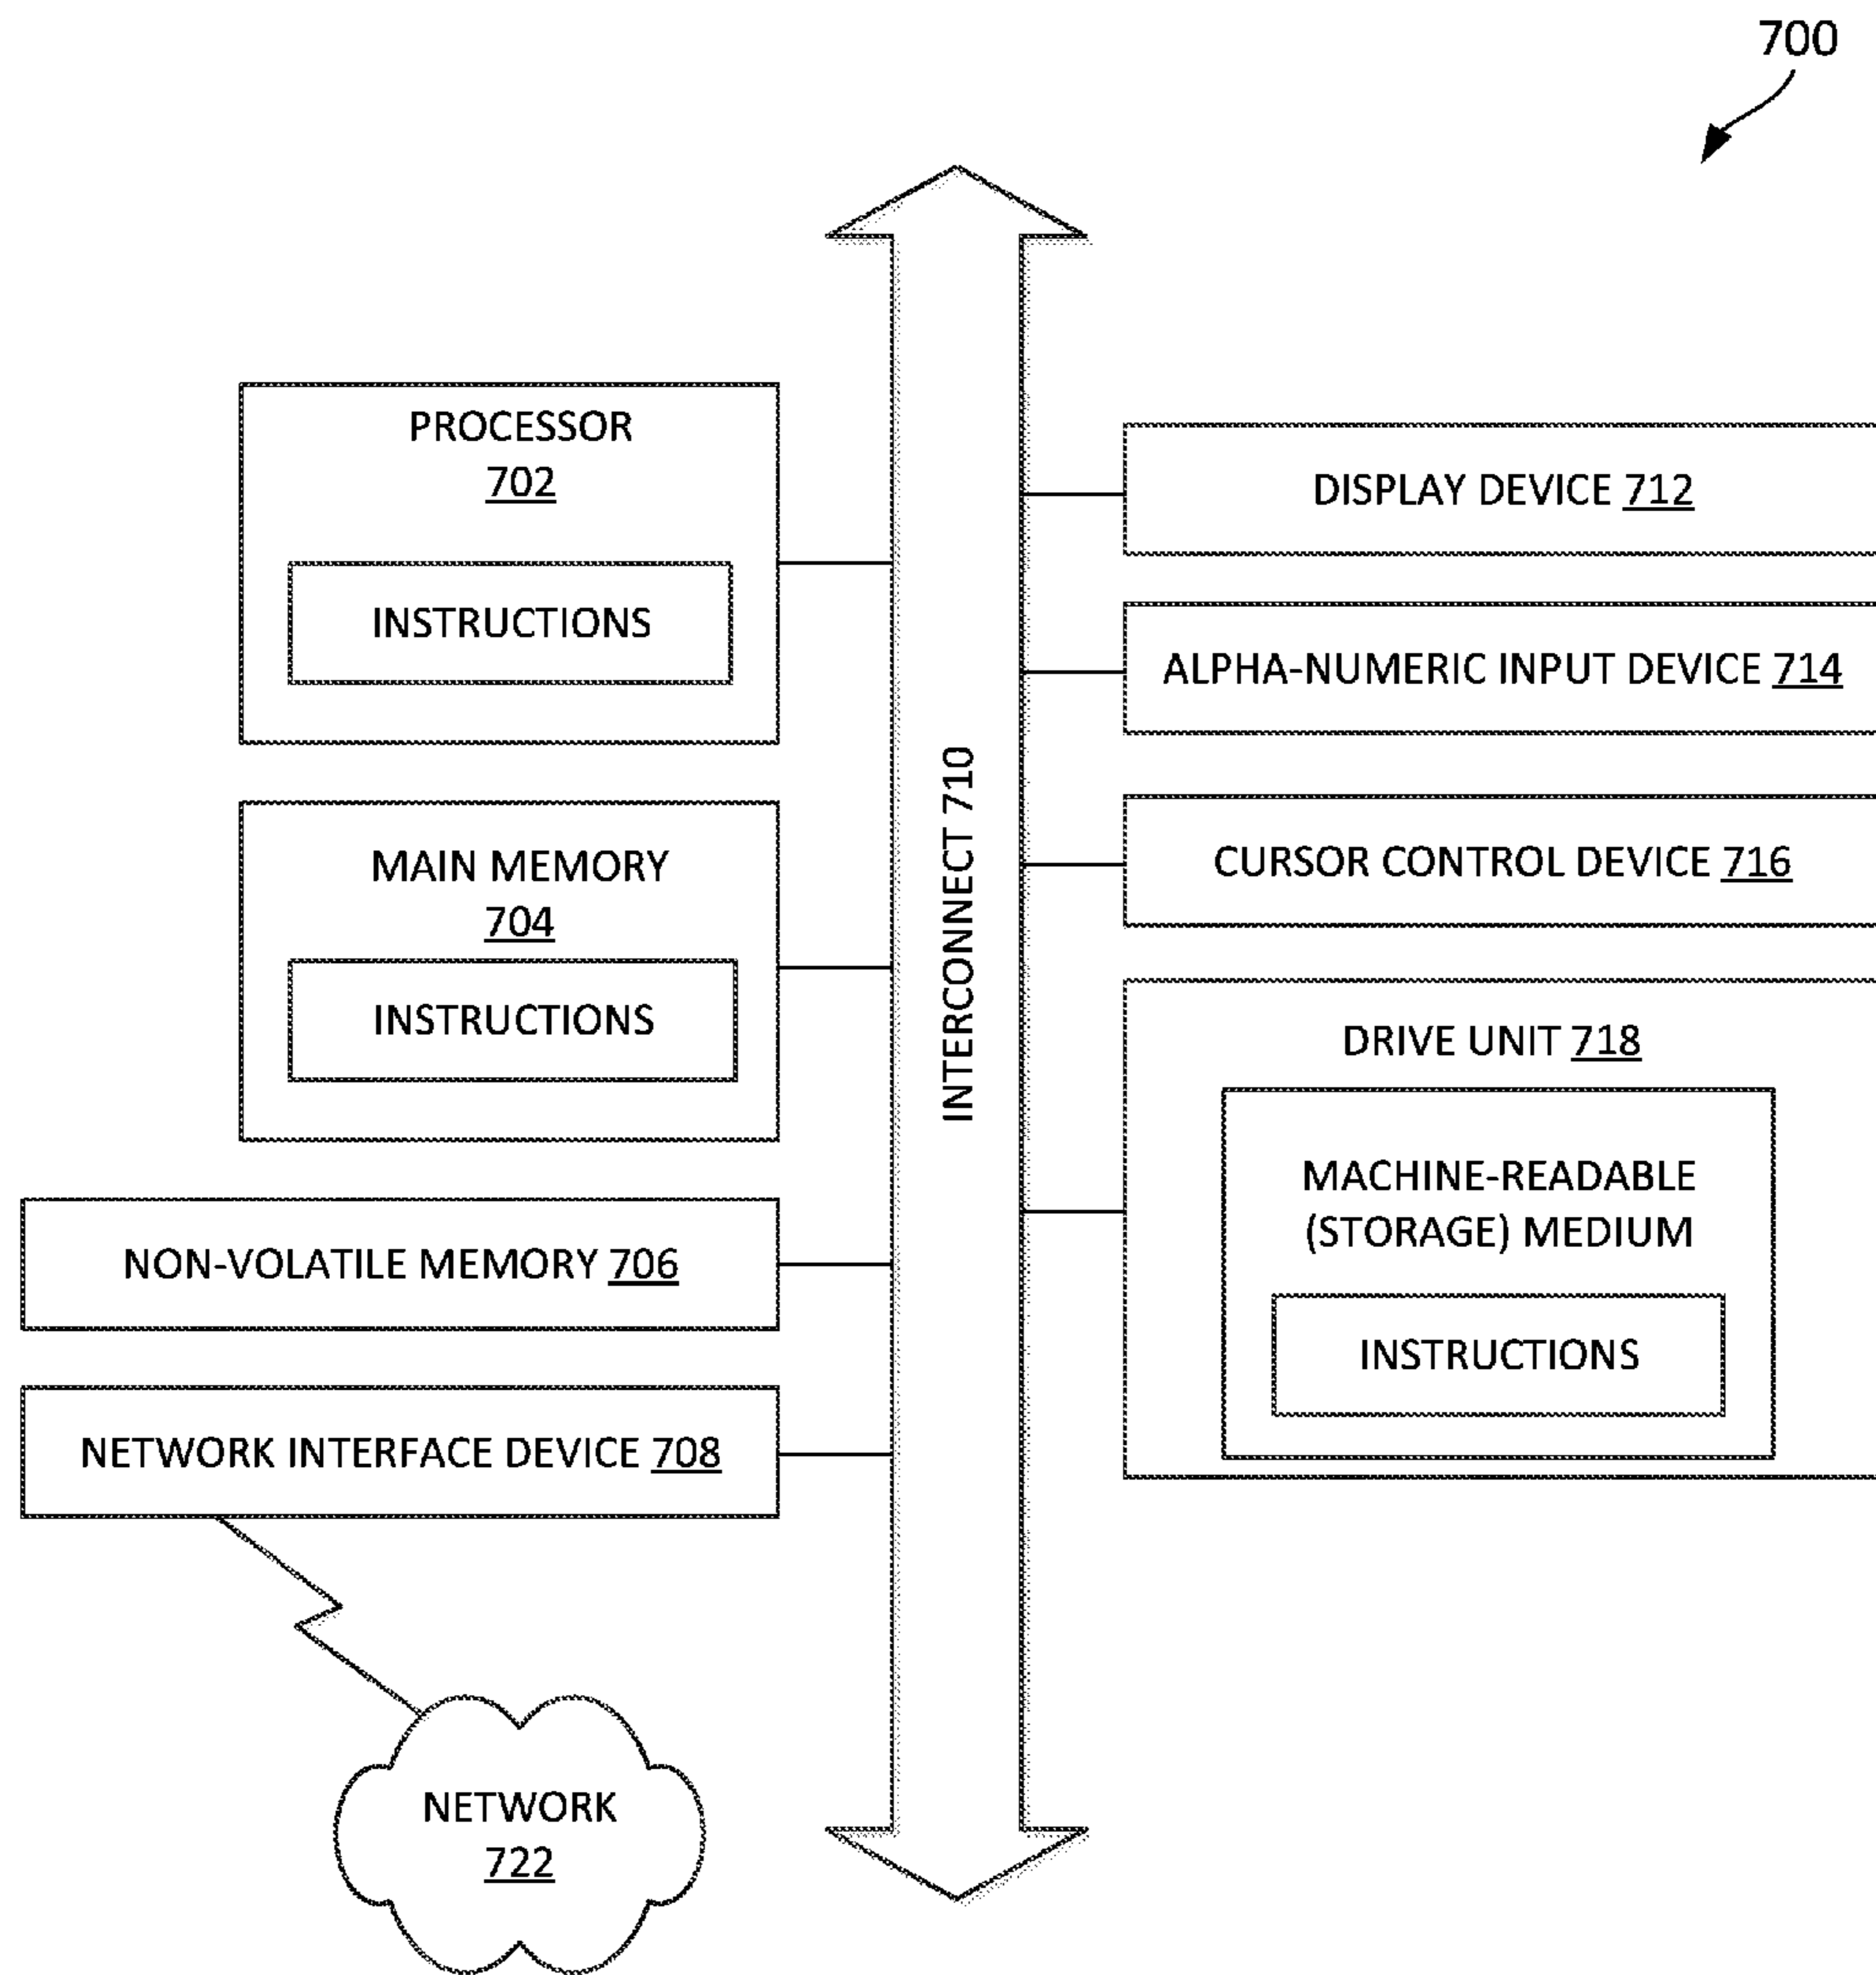 700
PROCESSOR
702
INSTRUCTIONS
MAIN MEMORY
704
INSTRUCTIONS
NON-VOLATILE MEMORY 706
NETWORK INTERFACE DEVICE 708
NETWORK
722
INTERCONNECT 710
DISPLAY DEVICE 712
ALPHA-NUMERIC INPUT DEVICE 714
CURSOR CONTROL DEVICE 716
DRIVE UNIT 718
MACHINE-READABLE
(STORAGE) MEDIUM
INSTRUCTIONS